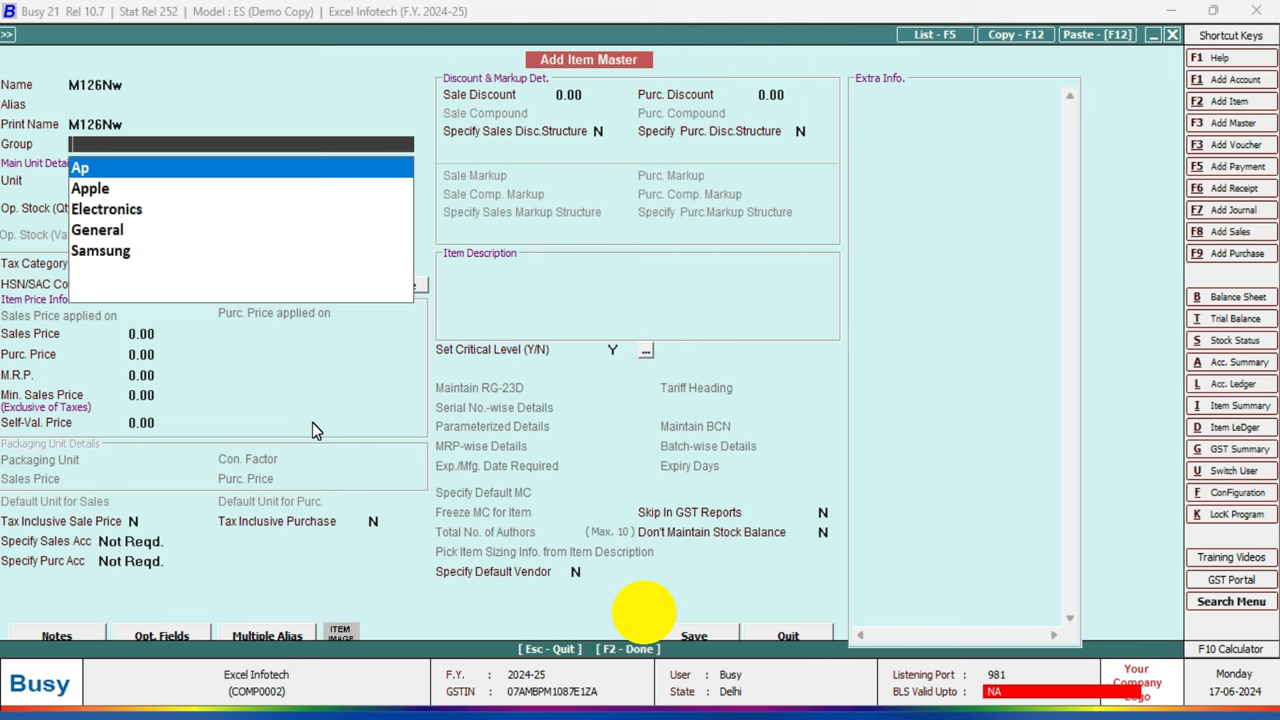 Busy 21 Rel 10.7 | Stat Rel 252 | Model : ES (Demo Copy) | Excel Infotech (F.Y. 2024-25)
>> List - F5 Copy - F12 Paste - [F12] Shortcut Keys
Add Item Master
Name M126Nw
Alias
Print Name M126Nw
Group
Ap
Apple
Electronics
General
Samsung
Main Unit Detai
Unit
Op. Stock (Qt
Op. Stock (Va
Tax Category
HSN/SAC Co
Item Price Info
Sales Price applied on Purc. Price applied on
Sales Price 0.00
Purc. Price 0.00
M.R.P. 0.00
Min. Sales Price 0.00
(Exclusive of Taxes)
Self-Val. Price 0.00
Packaging Unit Details
Packaging Unit Con. Factor
Sales Price Purc. Price
Default Unit for Sales Default Unit for Purc.
Tax Inclusive Sale Price N Tax Inclusive Purchase N
Specify Sales Acc Not Reqd.
Specify Purc Acc Not Reqd.
Notes Opt. Fields Multiple Alias ITEM IMAGE
Discount & Markup Det.
Sale Discount 0.00 Purc. Discount 0.00
Sale Compound Purc. Compound
Specify Sales Disc.Structure N Specify Purc. Disc.Structure N
Sale Markup Purc. Markup
Sale Comp. Markup Purc. Comp. Markup
Specify Sales Markup Structure Specify Purc.Markup Structure
Item Description
Set Critical Level (Y/N) Y ...
Maintain RG-23D Tariff Heading
Serial No.-wise Details
Parameterized Details Maintain BCN
MRP-wise Details Batch-wise Details
Exp./Mfg. Date Required Expiry Days
Specify Default MC
Freeze MC for Item Skip In GST Reports N
Total No. of Authors (Max. 10) Don't Maintain Stock Balance N
Pick Item Sizing Info. from Item Description
Specify Default Vendor N
Save Quit
Extra Info.
F1 Help
F1 Add Account
F2 Add Item
F3 Add Master
F3 Add Voucher
F5 Add Payment
F6 Add Receipt
F7 Add Journal
F8 Add Sales
F9 Add Purchase
B Balance Sheet
T Trial Balance
S Stock Status
A Acc. Summary
L Acc. Ledger
I Item Summary
D Item LeDger
G GST Summary
U Switch User
F ConFiguration
K LocK Program
Training Videos
GST Portal
Search Menu
[ Esc - Quit ] [ F2 - Done ] F10 Calculator
Busy
Excel Infotech
(COMP0002)
F.Y. : 2024-25
GSTIN : 07AMBPM1087E1ZA
User : Busy
State : Delhi
Listening Port : 981
BLS Valid Upto : NA
Your
Company
Logo
Monday
17-06-2024